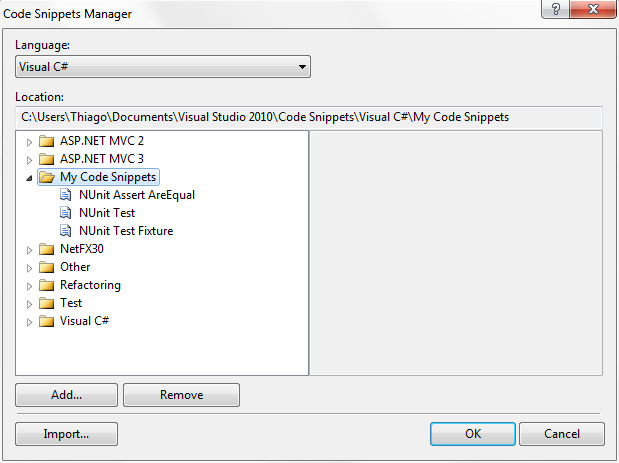 Code Snippets Manager
?
Language:
Visual C#
Location:
C:\Users\Thiago\Documents\Visual Studio 2010\Code Snippets\Visual C#\My Code Snippets
ASP.NET MVC 2
ASP.NET MVC 3
My Code Snippets
NUnit Assert AreEqual
NUnit Test
NUnit Test Fixture
NetFX30
Other
Refactoring
Test
Visual C#
Add... Remove
Import... OK Cancel